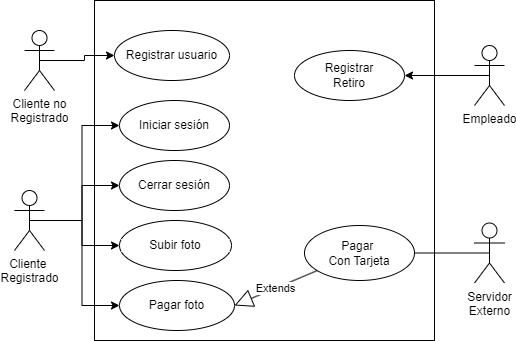 Registrar usuario
Registrar
Retiro
Cliente no
Registrado
Empleado
Iniciar sesión
Cerrar sesión
Subir foto
Pagar
Con Tarjeta
Cliente
Registrado
Extends
Pagar foto
Servidor
Externo